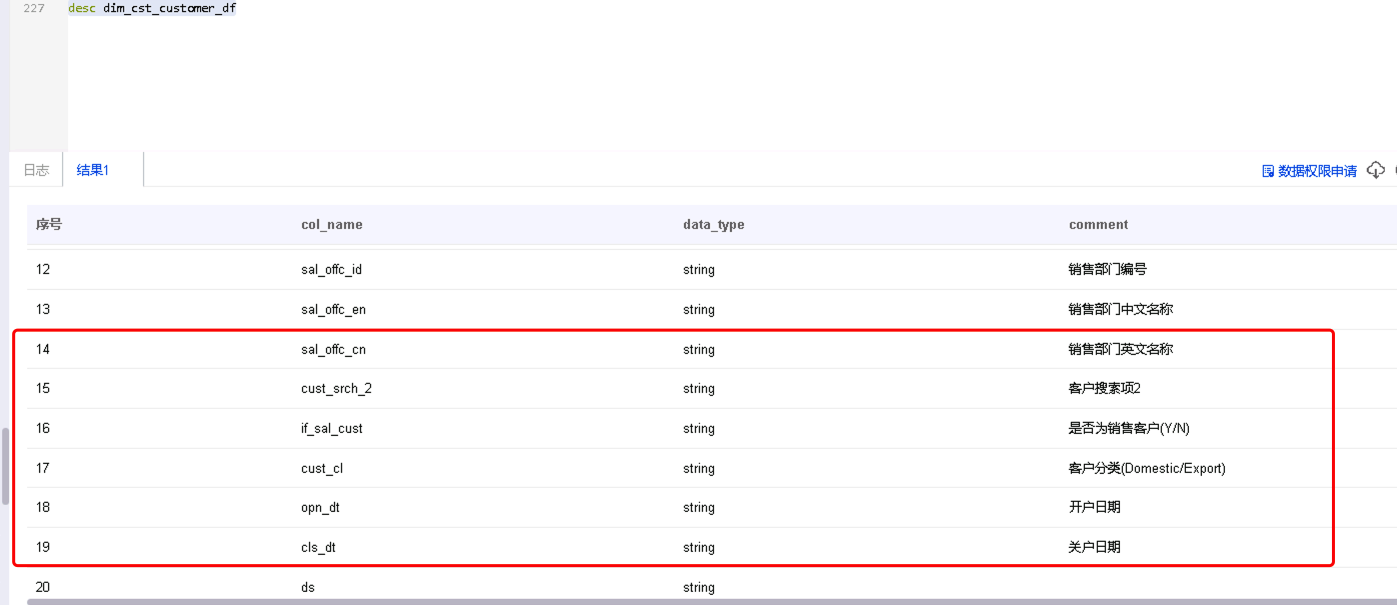 227 desc dim_cst_customer_df
日志 结果1 数据权限申请
序号 col_name data_type comment
12 sal_offc_id string 销售部门编号
13 sal_offc_en string 销售部门中文名称
14 sal_offc_cn string 销售部门英文名称
15 cust_srch_2 string 客户搜索项2
16 if_sal_cust string 是否为销售客户(Y/N)
17 cust_cl string 客户分类(Domestic/Export)
18 opn_dt string 开户日期
19 cls_dt string 关户日期
20 ds string